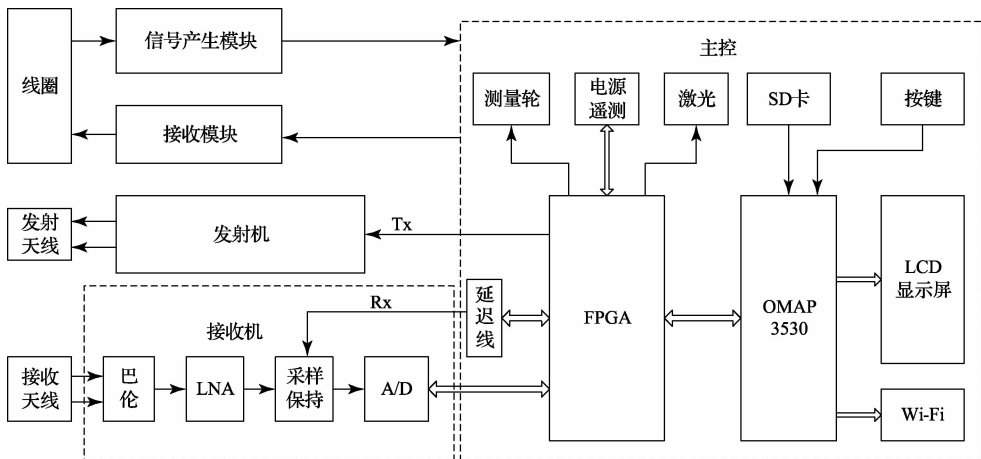 线圈
信号产生模块
接收模块
主控
测量轮
电源
遥测
激光
SD卡
按键
发射
天线
发射机
Tx
Rx
延
迟
线
FPGA
OMAP
3530
LCD
显示屏
Wi-Fi
接收机
接收
天线
巴
伦
LNA
采样
保持
A/D